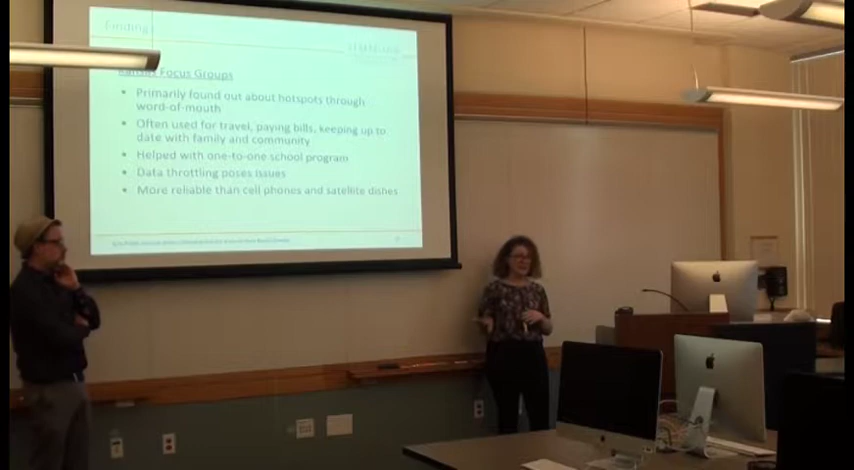 Findings
Focus Groups
• Primarily found out about hotspots through
word-of-mouth
• Often used for travel, paying bills, keeping up to
date with family and community
• Helped with one-to-one school program
• Data throttling poses issues
• More reliable than cell phones and satellite dishes